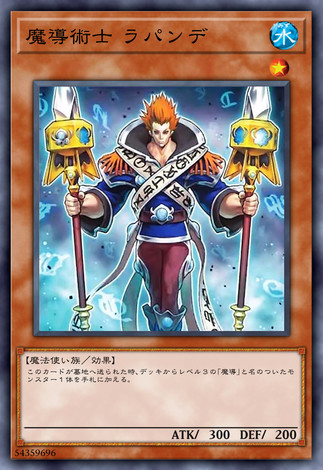 魔導術士 ラパンデ
水
【魔法使い族／効果】
このカードが墓地へ送られた時、デッキからレベル３の「魔導」と名のついたモ
ンスター１体を手札に加える。
ATK/ 300 DEF/ 200
54359696